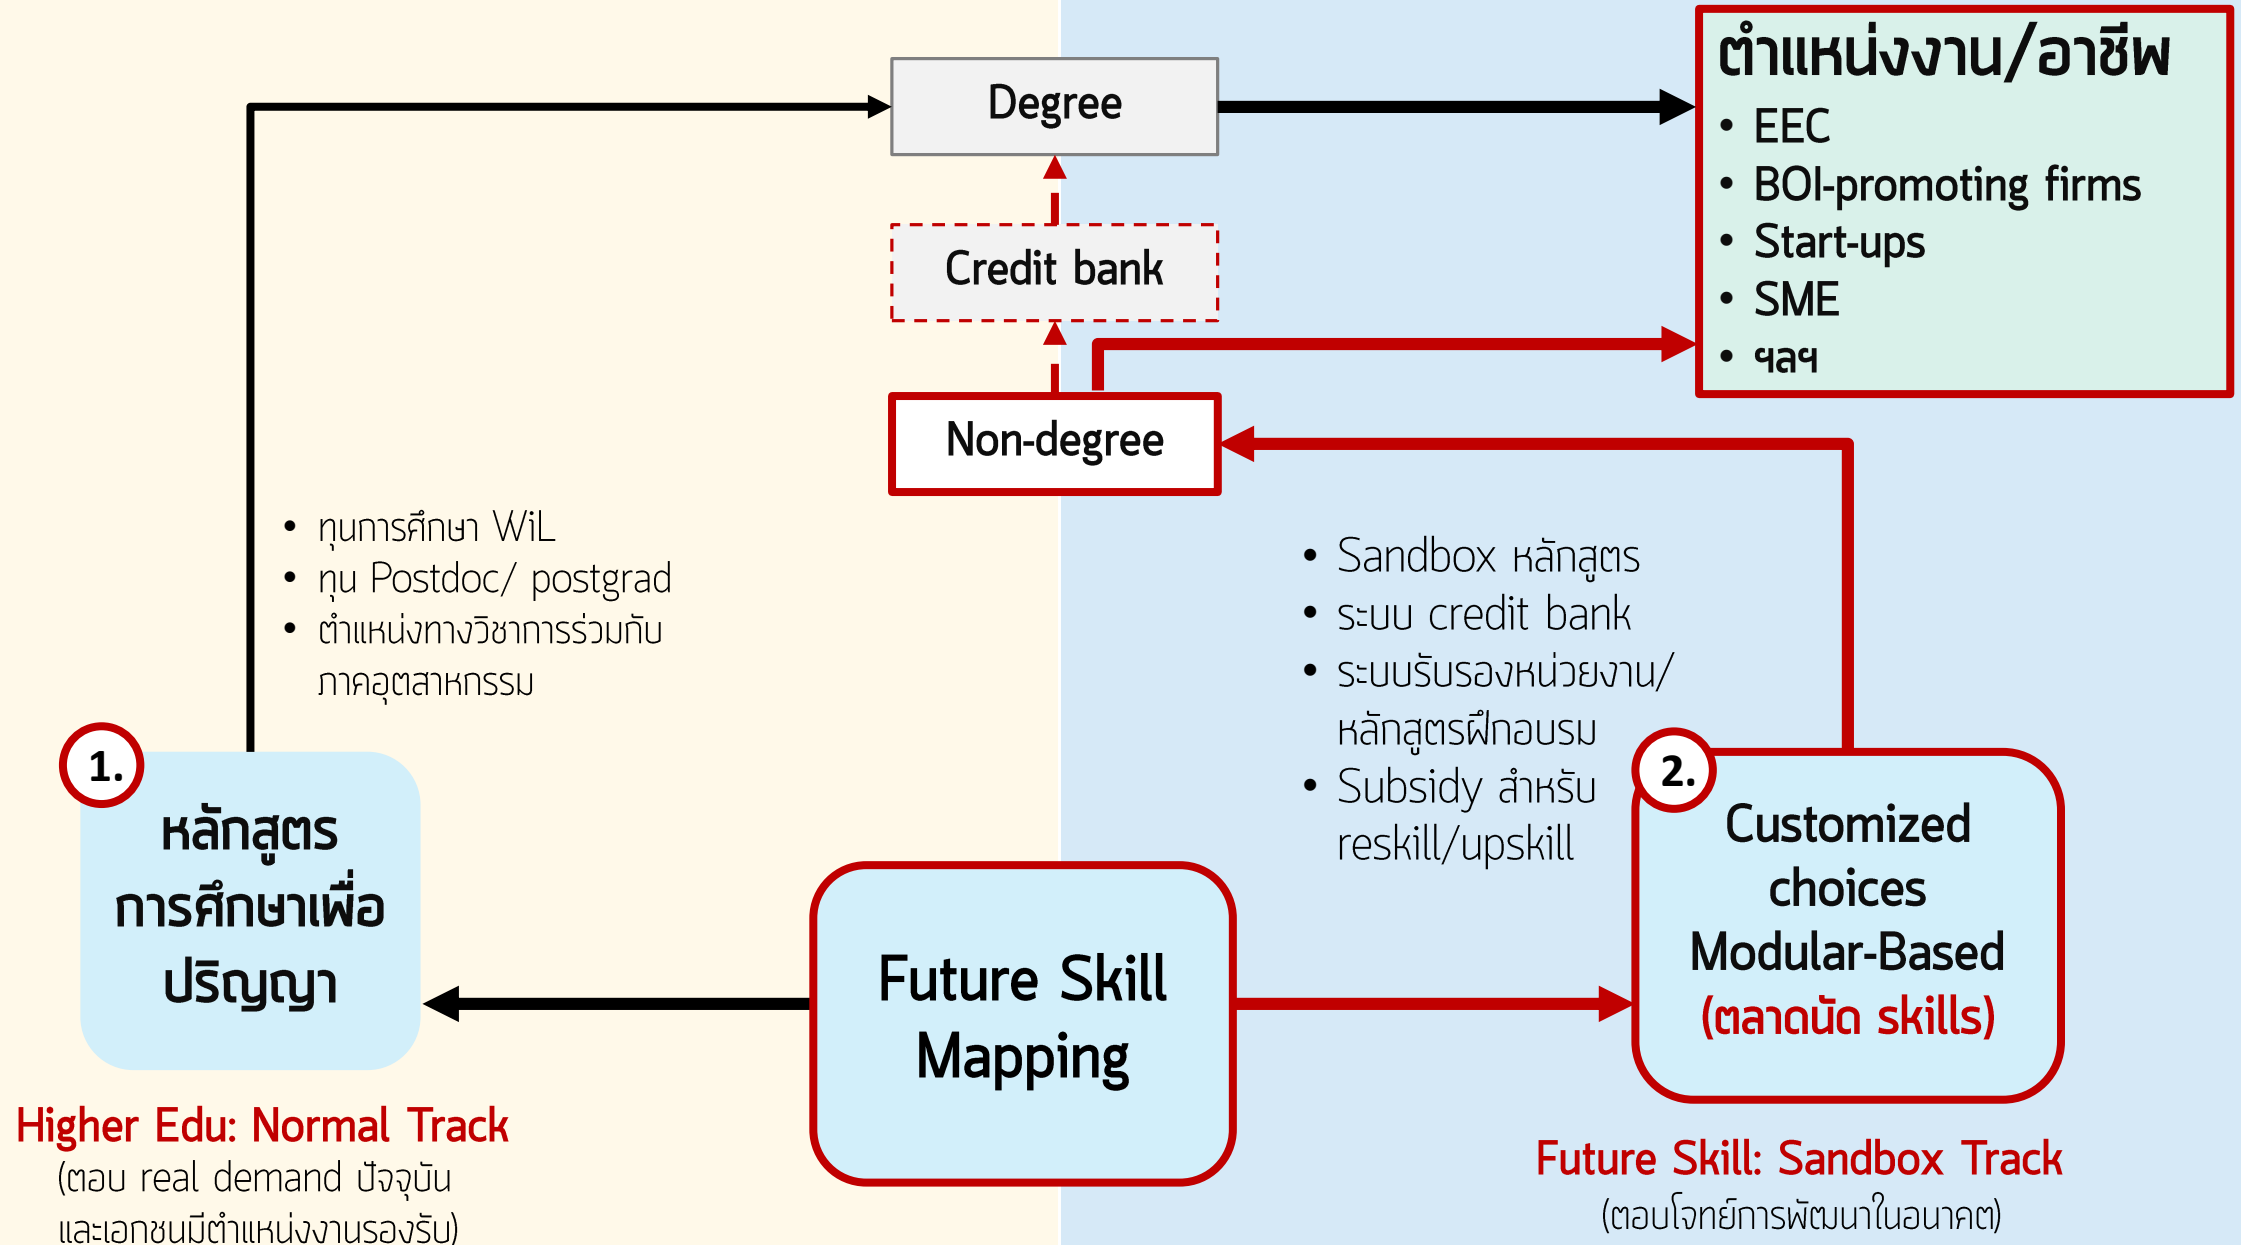 Degree
Credit bank
Non-degree
ตำแหน่งงาน/อาชีพ
• EEC
• BOI-promoting firms
• Start-ups
• SME
• ฯลฯ
• ทุนการศึกษา WiL
• ทุน Postdoc/ postgrad
• ตำแหน่งทางวิชาการร่วมกับ
ภาคอุตสาหกรรม
• Sandbox หลักสูตร
• ระบบ credit bank
• ระบบรับรองหน่วยงาน/
หลักสูตรฝึกอบรม
• Subsidy สำหรับ
reskill/upskill
1.
หลักสูตร
การศึกษาเพื่อ
ปริญญา
Future Skill
Mapping
2.
Customized
choices
Modular-Based
(ตลาดนัด skills)
Higher Edu: Normal Track
(ตอบ real demand ปัจจุบัน
และเอกชนมีตำแหน่งงานรองรับ)
Future Skill: Sandbox Track
(ตอบโจทย์การพัฒนาในอนาคต)